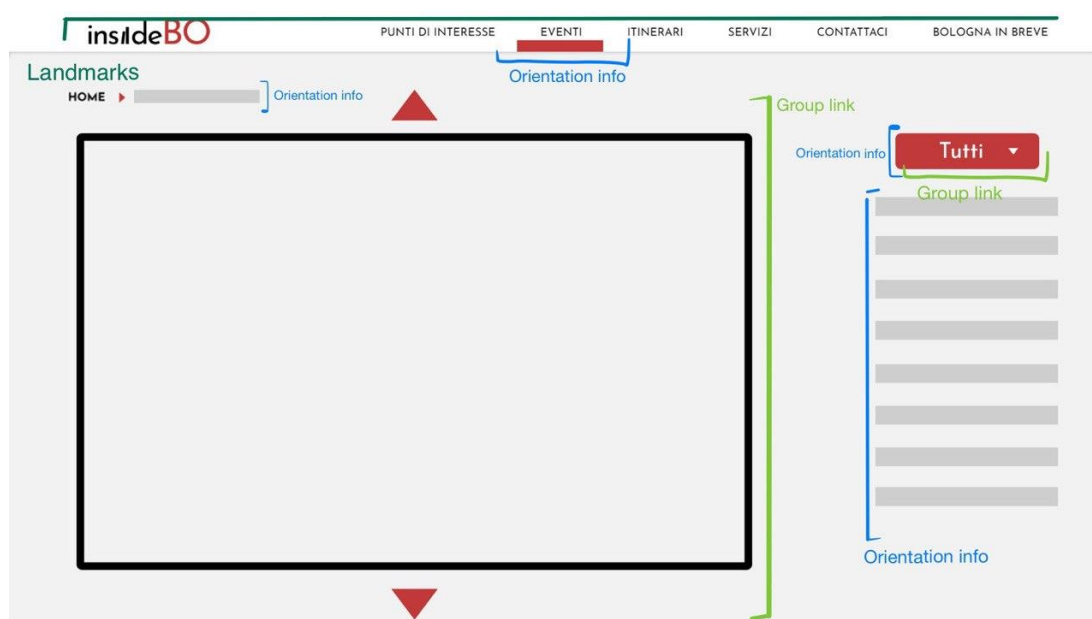 insideBO
PUNTI DI INTERESSE EVENTI ITINERARI SERVIZI CONTATTACI BOLOGNA IN BREVE
Landmarks
Orientation info
HOME
Orientation info
Group link
Orientation info
Tutti
Group link
Orientation info